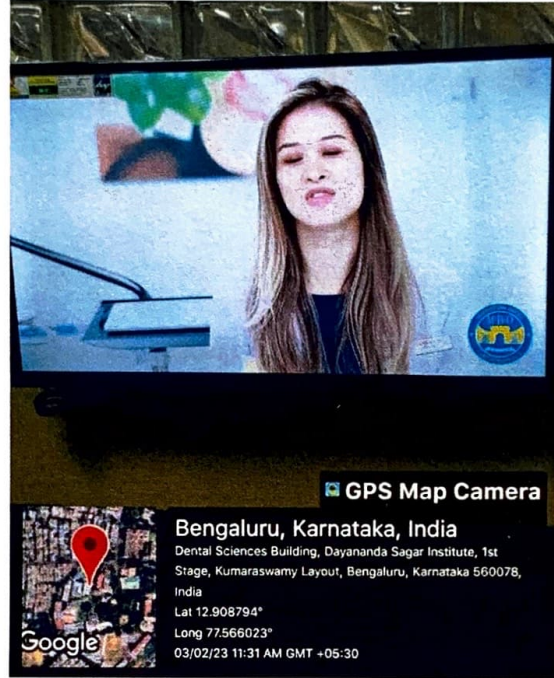 GPS Map Camera
Bengaluru, Karnataka, India
Dental Sciences Building, Dayananda Sagar Institute, 1st
Stage, Kumaraswamy Layout, Bengaluru, Karnataka 560078,
India
Lat 12.908794°
Long 77.566023°
03/02/23 11:31 AM GMT +05:30
Google